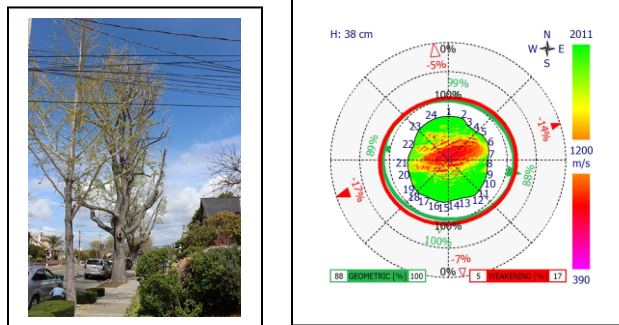 H: 38 cm
N
W E
S
2011
0%
-5%
99%
100%
24 1 2
23 3 4
22 5
6
21 7
20 8
19 9
18 10
17 16 15 14 13 12 11
89%
88%
-14%
-17%
1200
m/s
100%
100%
-7%
0%
390
88 GEOMETRIC [%] 100
5 WEAKENING [%] 17